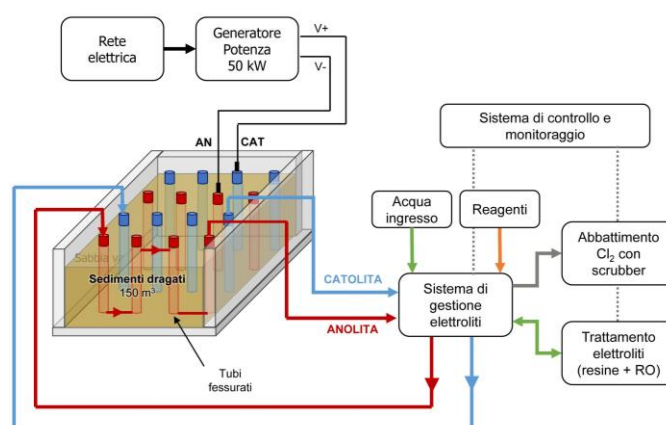 Rete
elettrica
Generatore
Potenza
50 kW
V+
V-
AN
CAT
Sistema di controllo e
monitoraggio
Acqua
ingresso
Reagenti
Abbattimento
Cl2 con
scrubber
Sabbia
Sedimenti dragati
150 m3
CATOLITA
ANOLITA
Sistema di
gestione
elettroliti
Trattamento
elettroliti
(resine + RO)
Tubi
fessurati